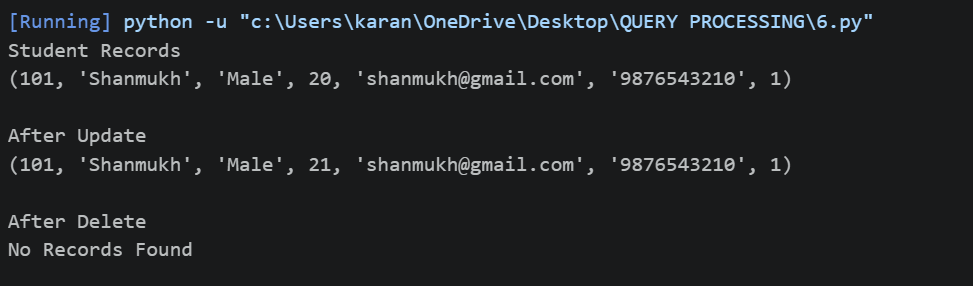 [Running] python -u "c:\Users\karan\OneDrive\Desktop\QUERY PROCESSING\6.py"
Student Records
(101, 'Shanmukh', 'Male', 20, 'shanmukh@gmail.com', '9876543210', 1)
After Update
(101, 'Shanmukh', 'Male', 21, 'shanmukh@gmail.com', '9876543210', 1)
After Delete
No Records Found